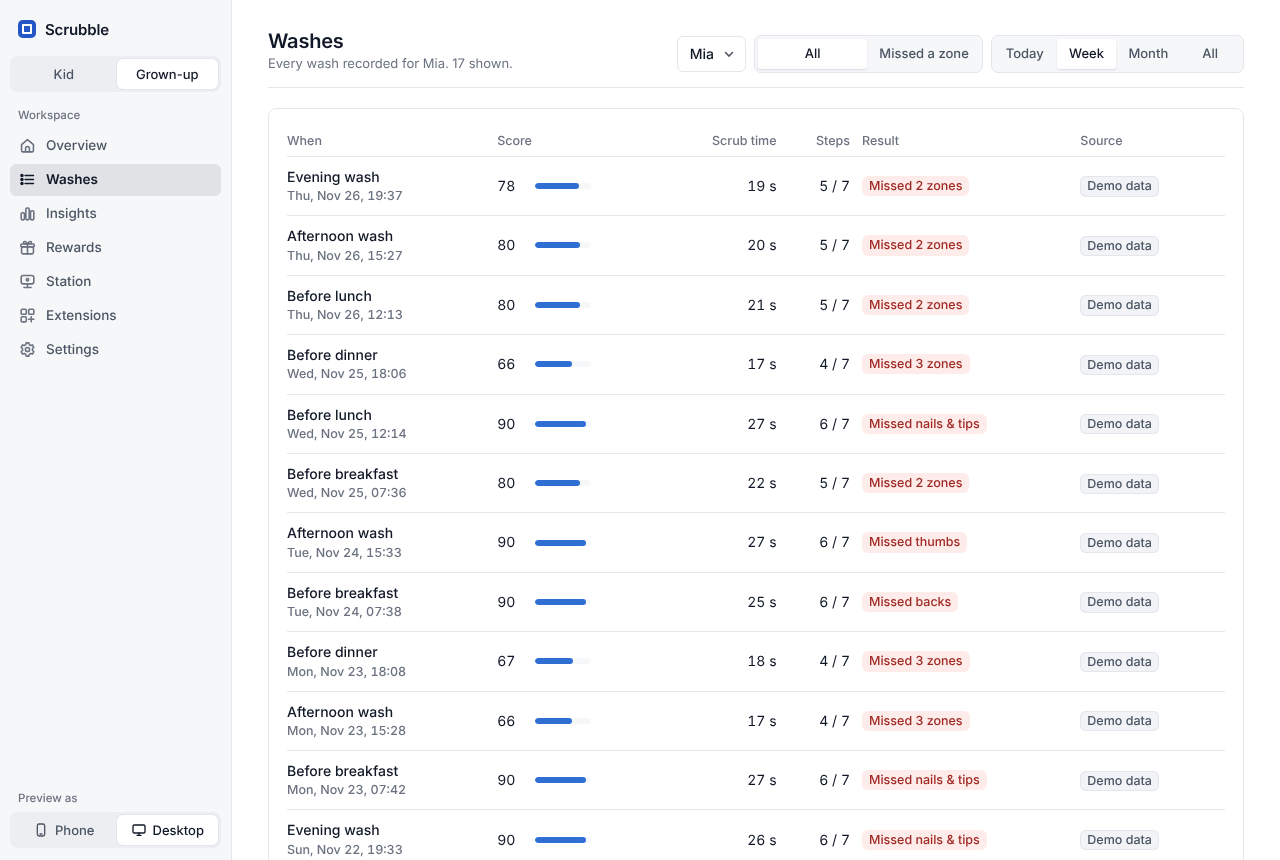 Scrubble
Kid Grown-up
Workspace
Overview
Washes
Insights
Rewards
Station
Extensions
Settings
Preview as
Phone Desktop
Washes
Every wash recorded for Mia. 17 shown.
Mia All Missed a zone Today Week Month All
When Score Scrub time Steps Result Source
Evening wash
Thu, Nov 26, 19:37
78 19 s 5 / 7 Missed 2 zones Demo data
Afternoon wash
Thu, Nov 26, 15:27
80 20 s 5 / 7 Missed 2 zones Demo data
Before lunch
Thu, Nov 26, 12:13
80 21 s 5 / 7 Missed 2 zones Demo data
Before dinner
Wed, Nov 25, 18:06
66 17 s 4 / 7 Missed 3 zones Demo data
Before lunch
Wed, Nov 25, 12:14
90 27 s 6 / 7 Missed nails & tips Demo data
Before breakfast
Wed, Nov 25, 07:36
80 22 s 5 / 7 Missed 2 zones Demo data
Afternoon wash
Tue, Nov 24, 15:33
90 27 s 6 / 7 Missed thumbs Demo data
Before breakfast
Tue, Nov 24, 07:38
90 25 s 6 / 7 Missed backs Demo data
Before dinner
Mon, Nov 23, 18:08
67 18 s 4 / 7 Missed 3 zones Demo data
Afternoon wash
Mon, Nov 23, 15:28
66 17 s 4 / 7 Missed 3 zones Demo data
Before breakfast
Mon, Nov 23, 07:42
90 27 s 6 / 7 Missed nails & tips Demo data
Evening wash
Sun, Nov 22, 19:33
90 26 s 6 / 7 Missed nails & tips Demo data